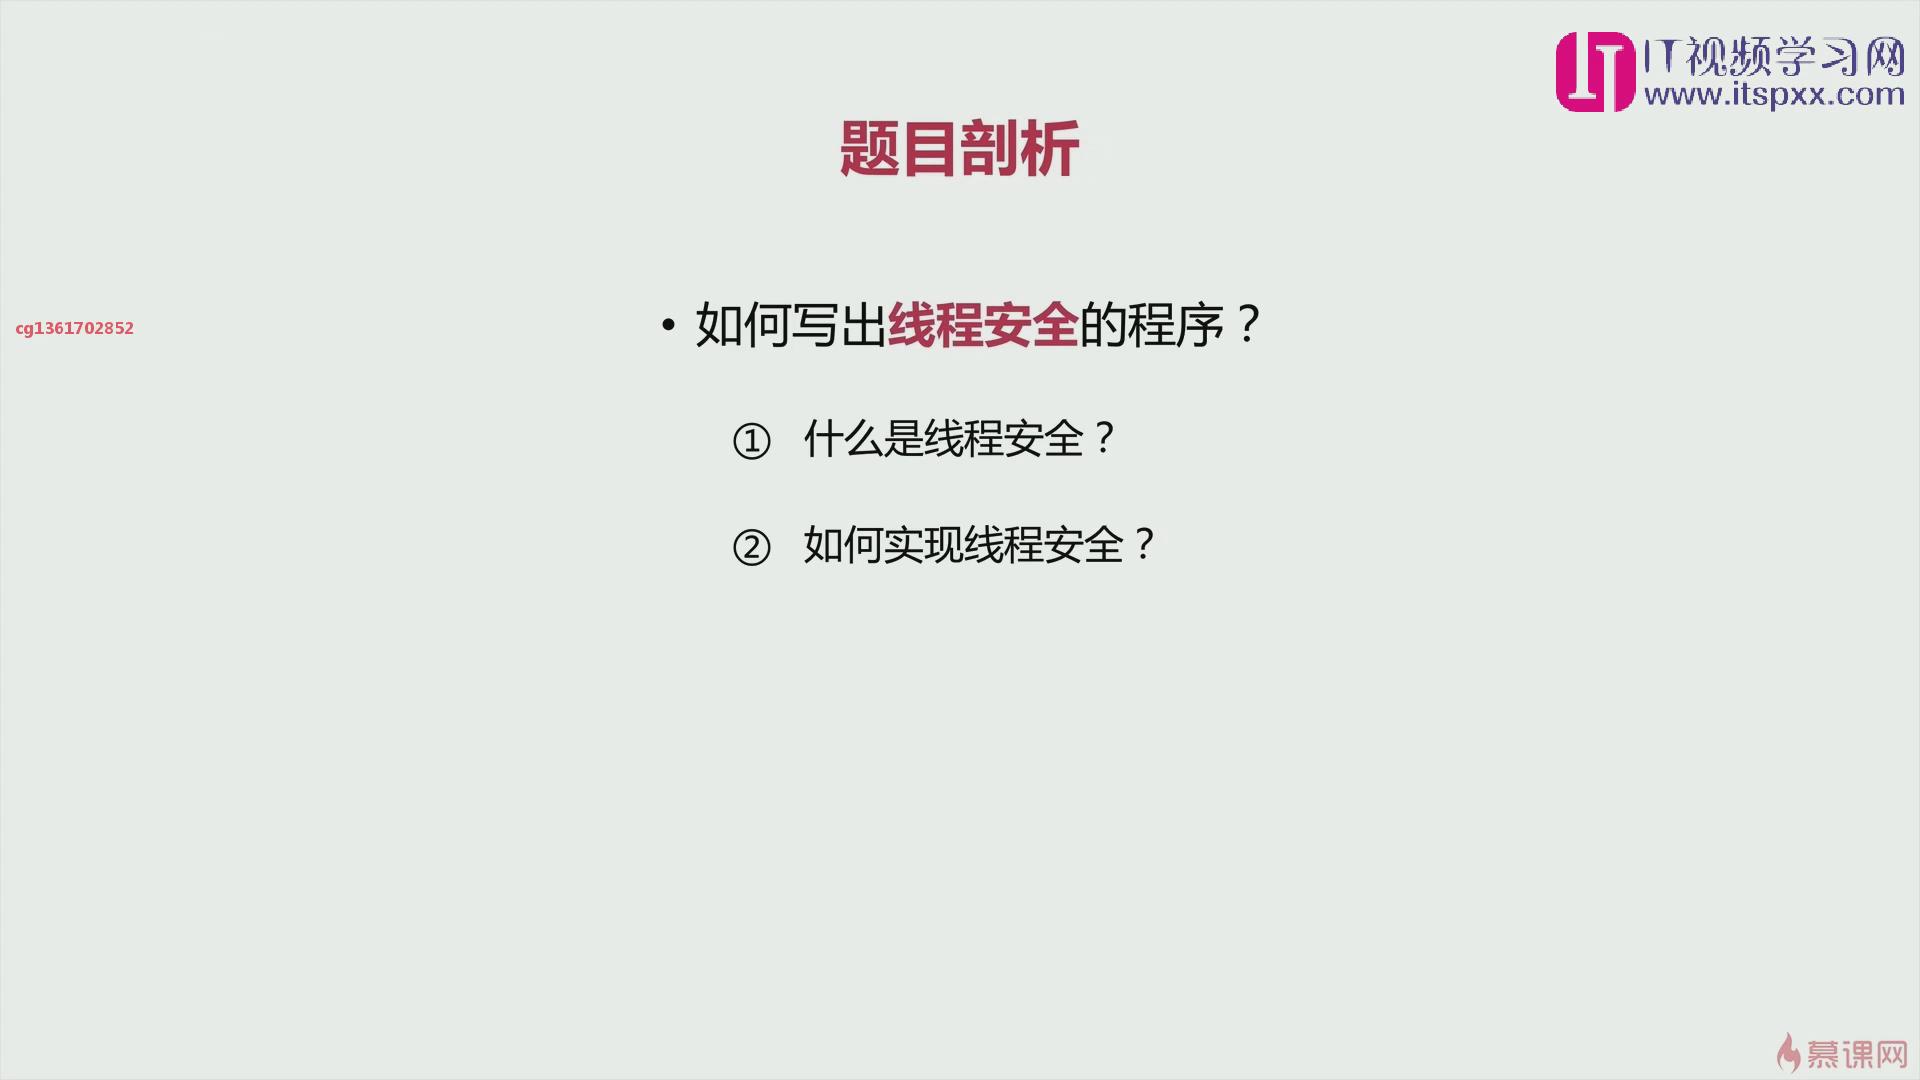 IT视频学习网
www.itspxx.com
题目剖析
• 如何写出线程安全的程序？
cg1361702852
① 什么是线程安全？
② 如何实现线程安全？
慕课网